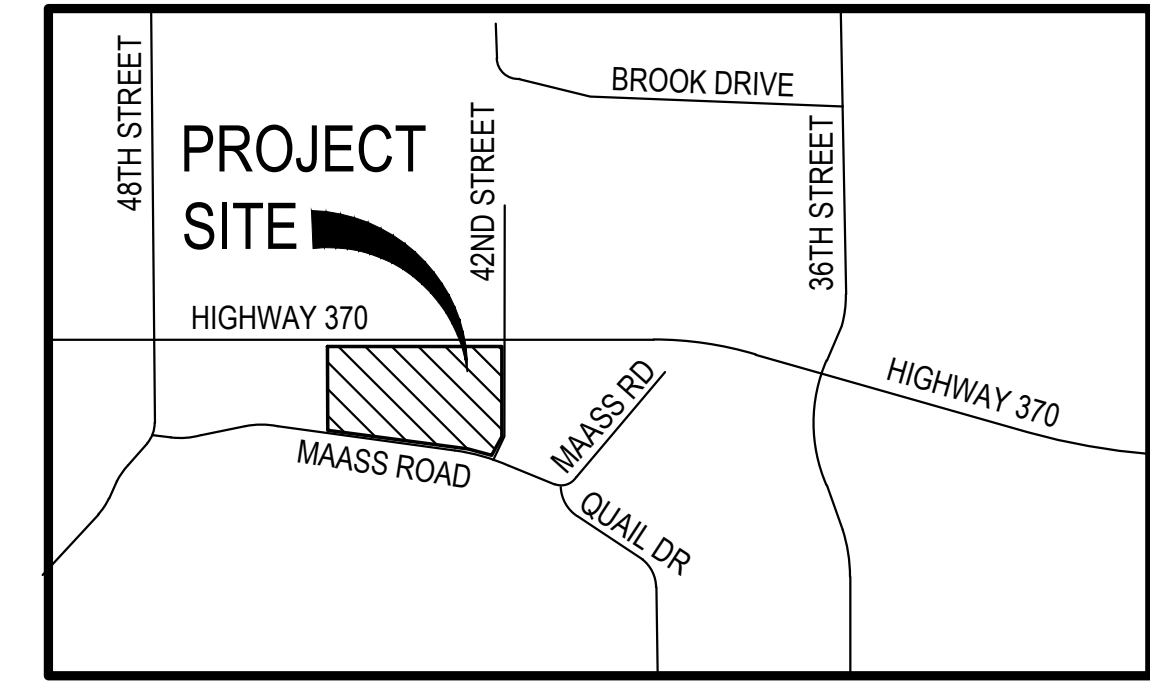 BROOK DRIVE
48TH STREET
PROJECT
SITE
42ND STREET
36TH STREET
HIGHWAY 370
HIGHWAY 370
MAASS RD
MAASS ROAD
QUAIL DR